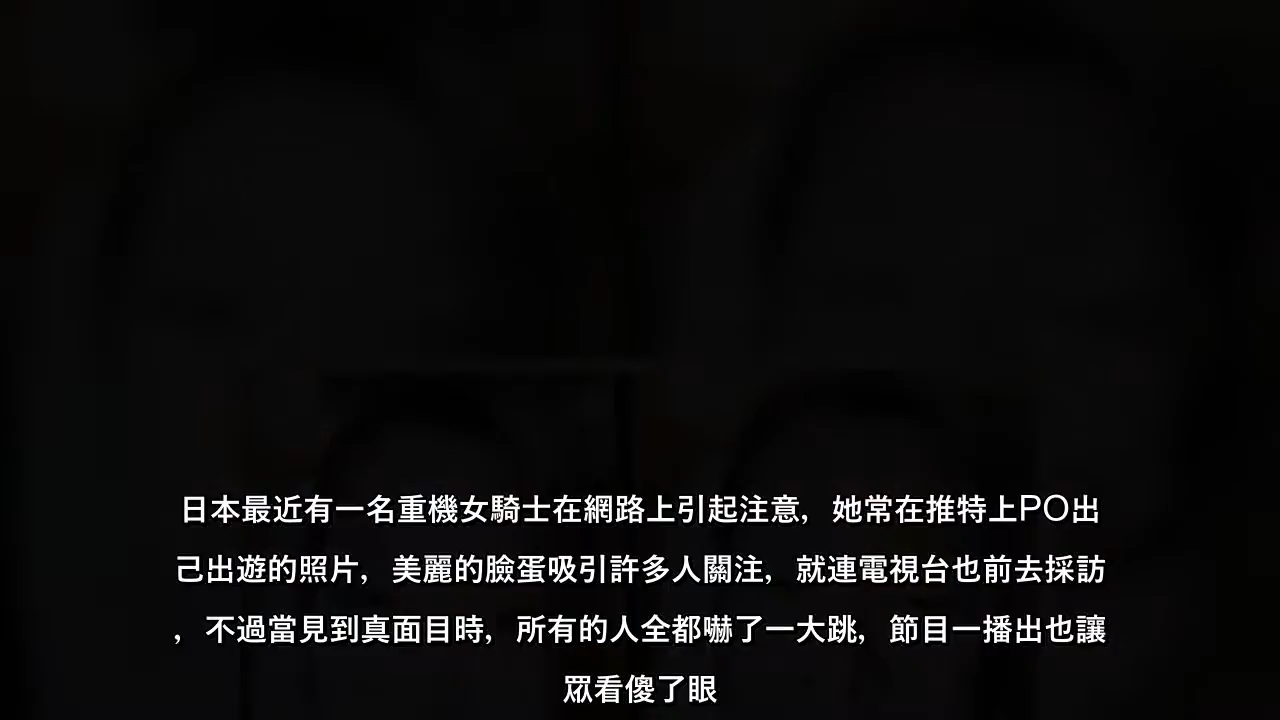 日本最近有一名重機女騎士在網路上引起注意，她常在推特上PO出
己出遊的照片，美麗的臉蛋吸引許多人關注，就連電視台也前去採訪
，不過當見到真面目時，所有的人全都嚇了一大跳，節目一播出也讓
眾看傻了眼